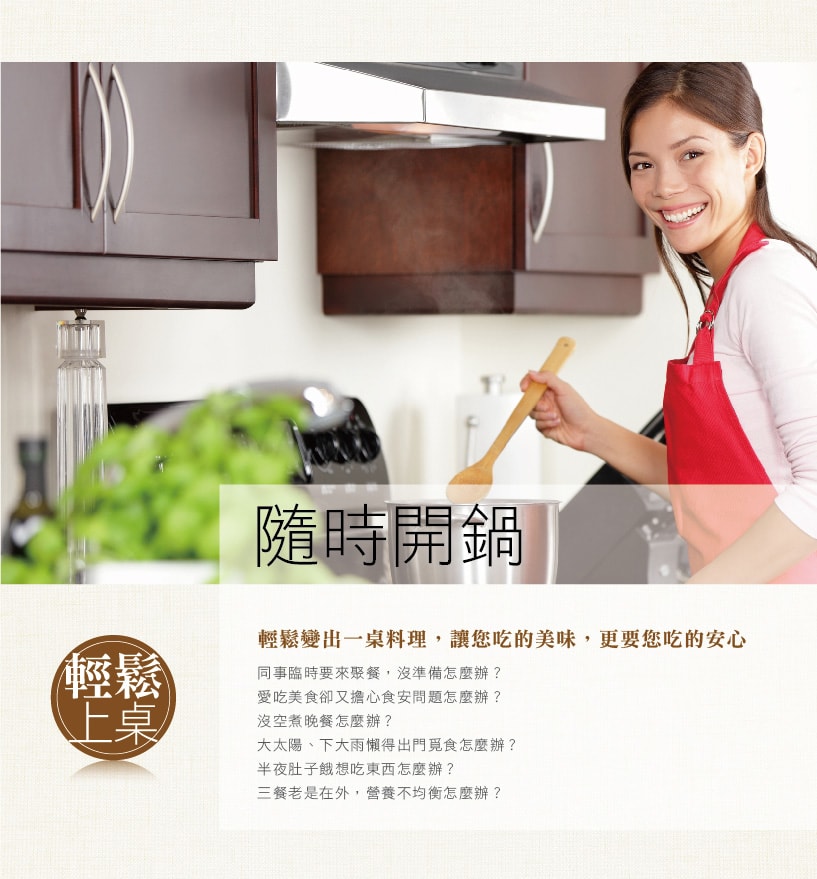 隨時開鍋
輕鬆
上桌
輕鬆變出一桌料理，讓您吃的美味，更要您吃的安心
同事臨時要來聚餐，沒準備怎麼辦？
愛吃美食卻又擔心食安問題怎麼辦？
沒空煮晚餐怎麼辦？
大太陽、下大雨懶得出門覓食怎麼辦？
半夜肚子餓想吃東西怎麼辦？
三餐老是在外，營養不均衡怎麼辦？